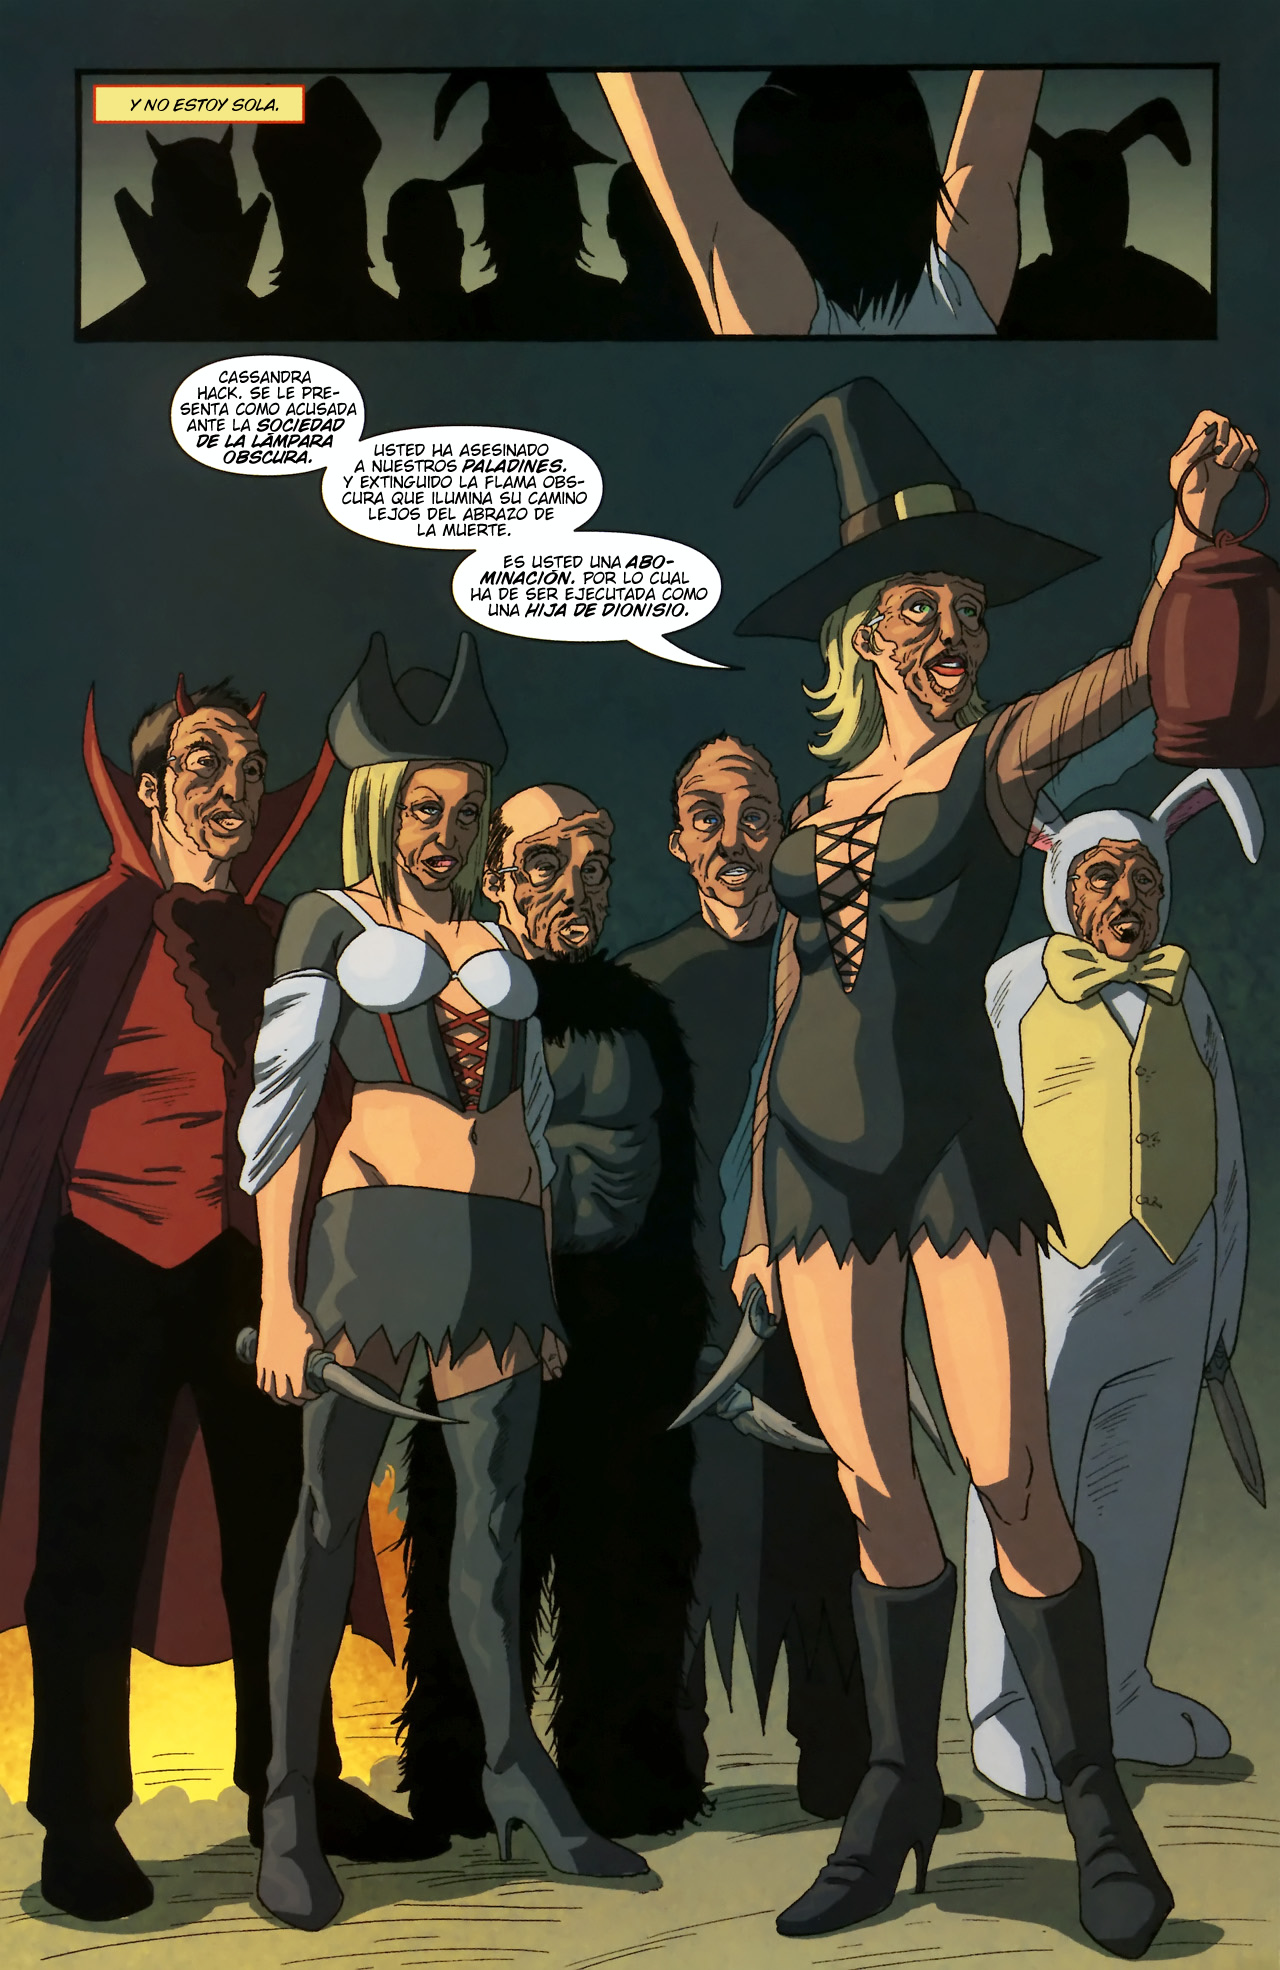 Y NO ESTOY SOLA.
CASSANDRA
HACK. SE LE PRE-
SENTA COMO ACUSADA
ANTE LA SOCIEDAD
DE LA LÁMPARA
OBSCURA.
USTED HA ASESINADO
A NUESTROS PALADINES.
Y EXTINGUIDO LA FLAMA OBS-
CURA QUE ILUMINA SU CAMINO
LEJOS DEL ABRAZO DE
LA MUERTE.
ES USTED UNA ABO-
MINACIÓN. POR LO CUAL
HA DE SER EJECUTADA COMO
UNA HIJA DE DIONISIO.